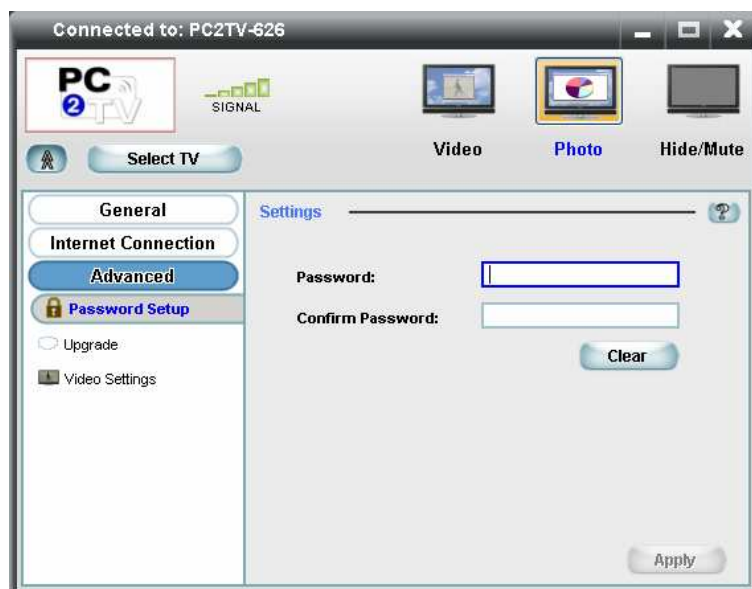 Connected to: PC2TV-626
PC
2 TV
SIGNAL
Video
Photo
Hide/Mute
Select TV
General
Internet Connection
Advanced
Password Setup
Upgrade
Video Settings
Settings
?
Password:
Confirm Password:
Clear
Apply